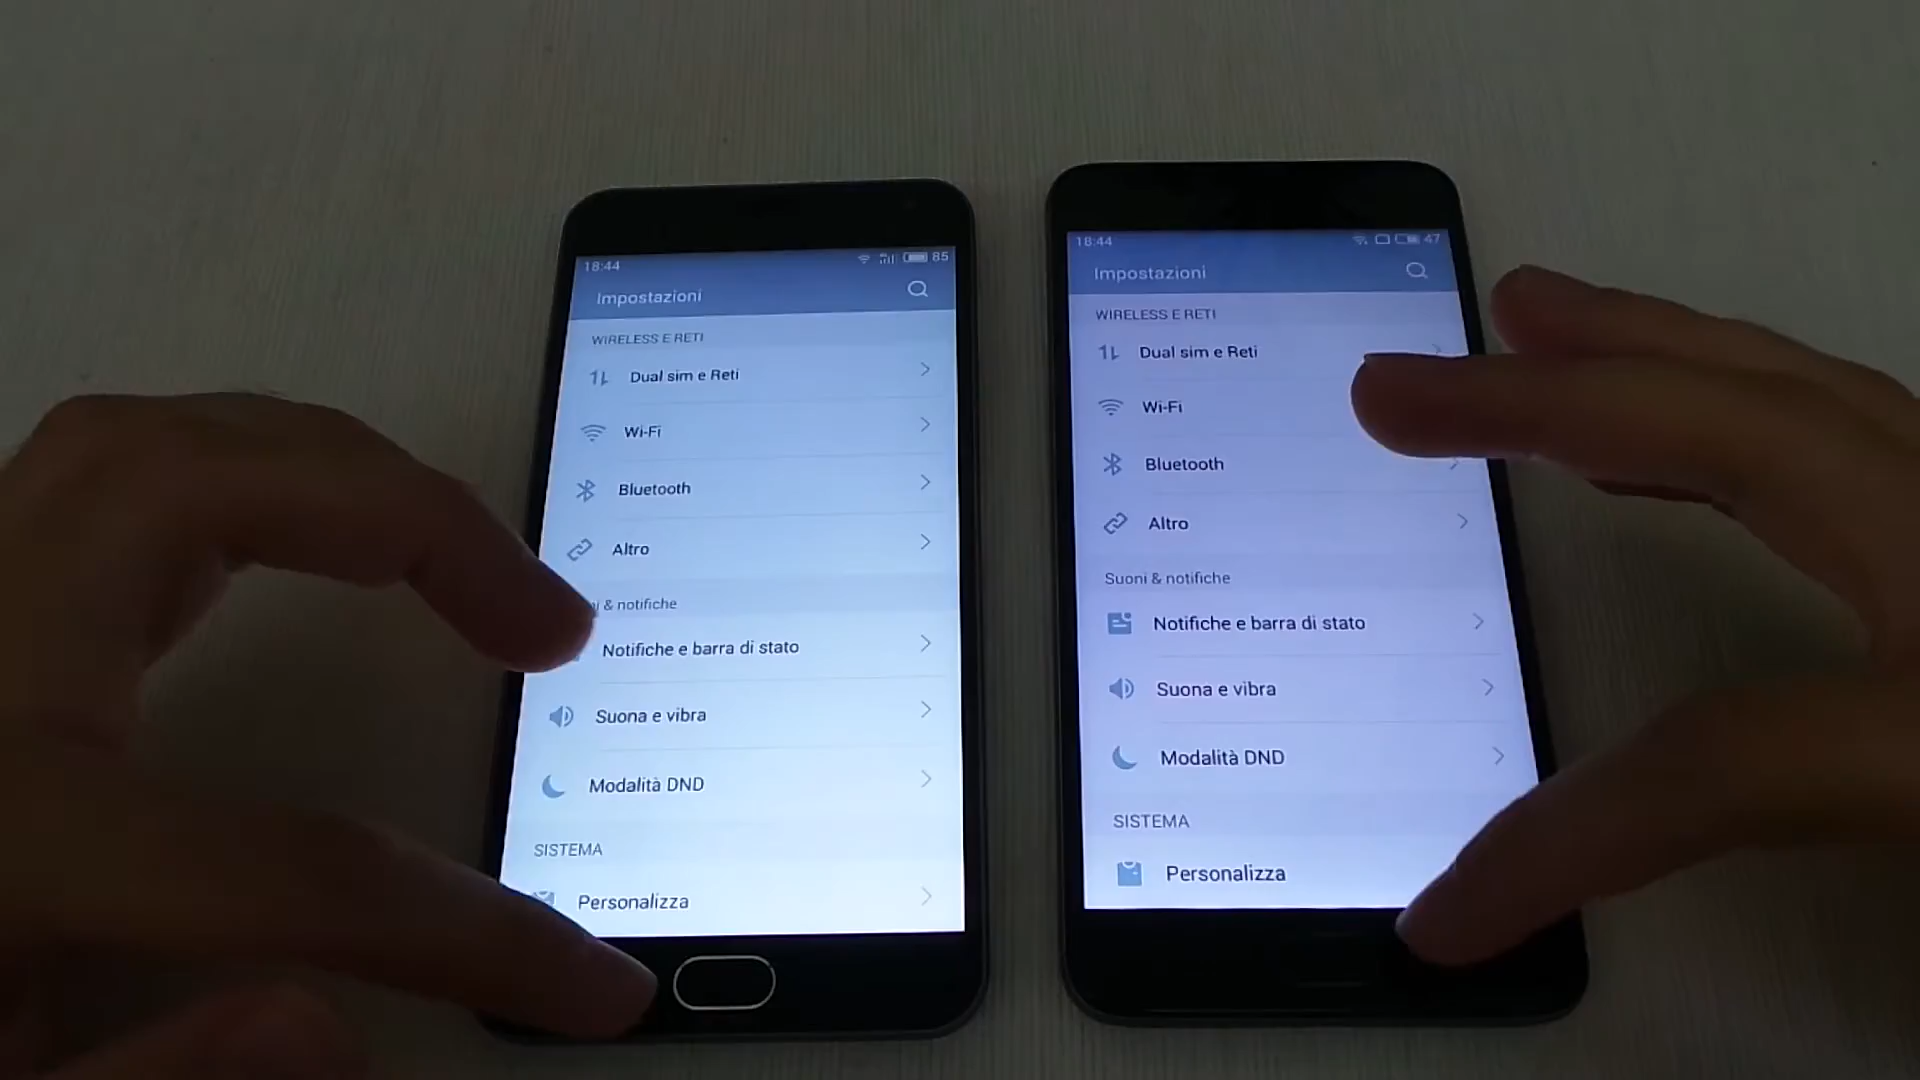 18:44
85
Impostazioni
WIRELESS E RETI
Dual sim e Reti
Wi-Fi
Bluetooth
Altro
& notifiche
Notifiche e barra di stato
Suona e vibra
Modalità DND
SISTEMA
Personalizza
18:44
47
Impostazioni
WIRELESS E RETI
Dual sim e Reti
Wi-Fi
Bluetooth
Altro
Suoni & notifiche
Notifiche e barra di stato
Suona e vibra
Modalità DND
SISTEMA
Personalizza